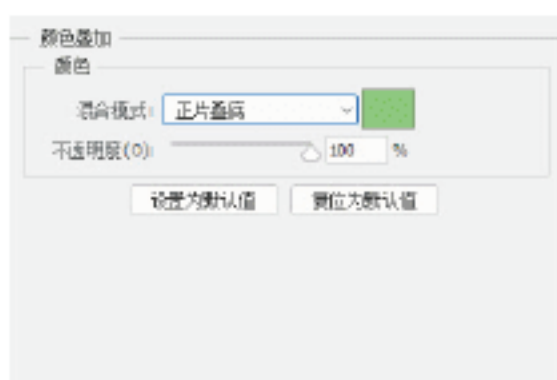 颜色叠加
颜色
混合模式: 正片叠底
不透明度(O): 100 %
设置为默认值 复位为默认值